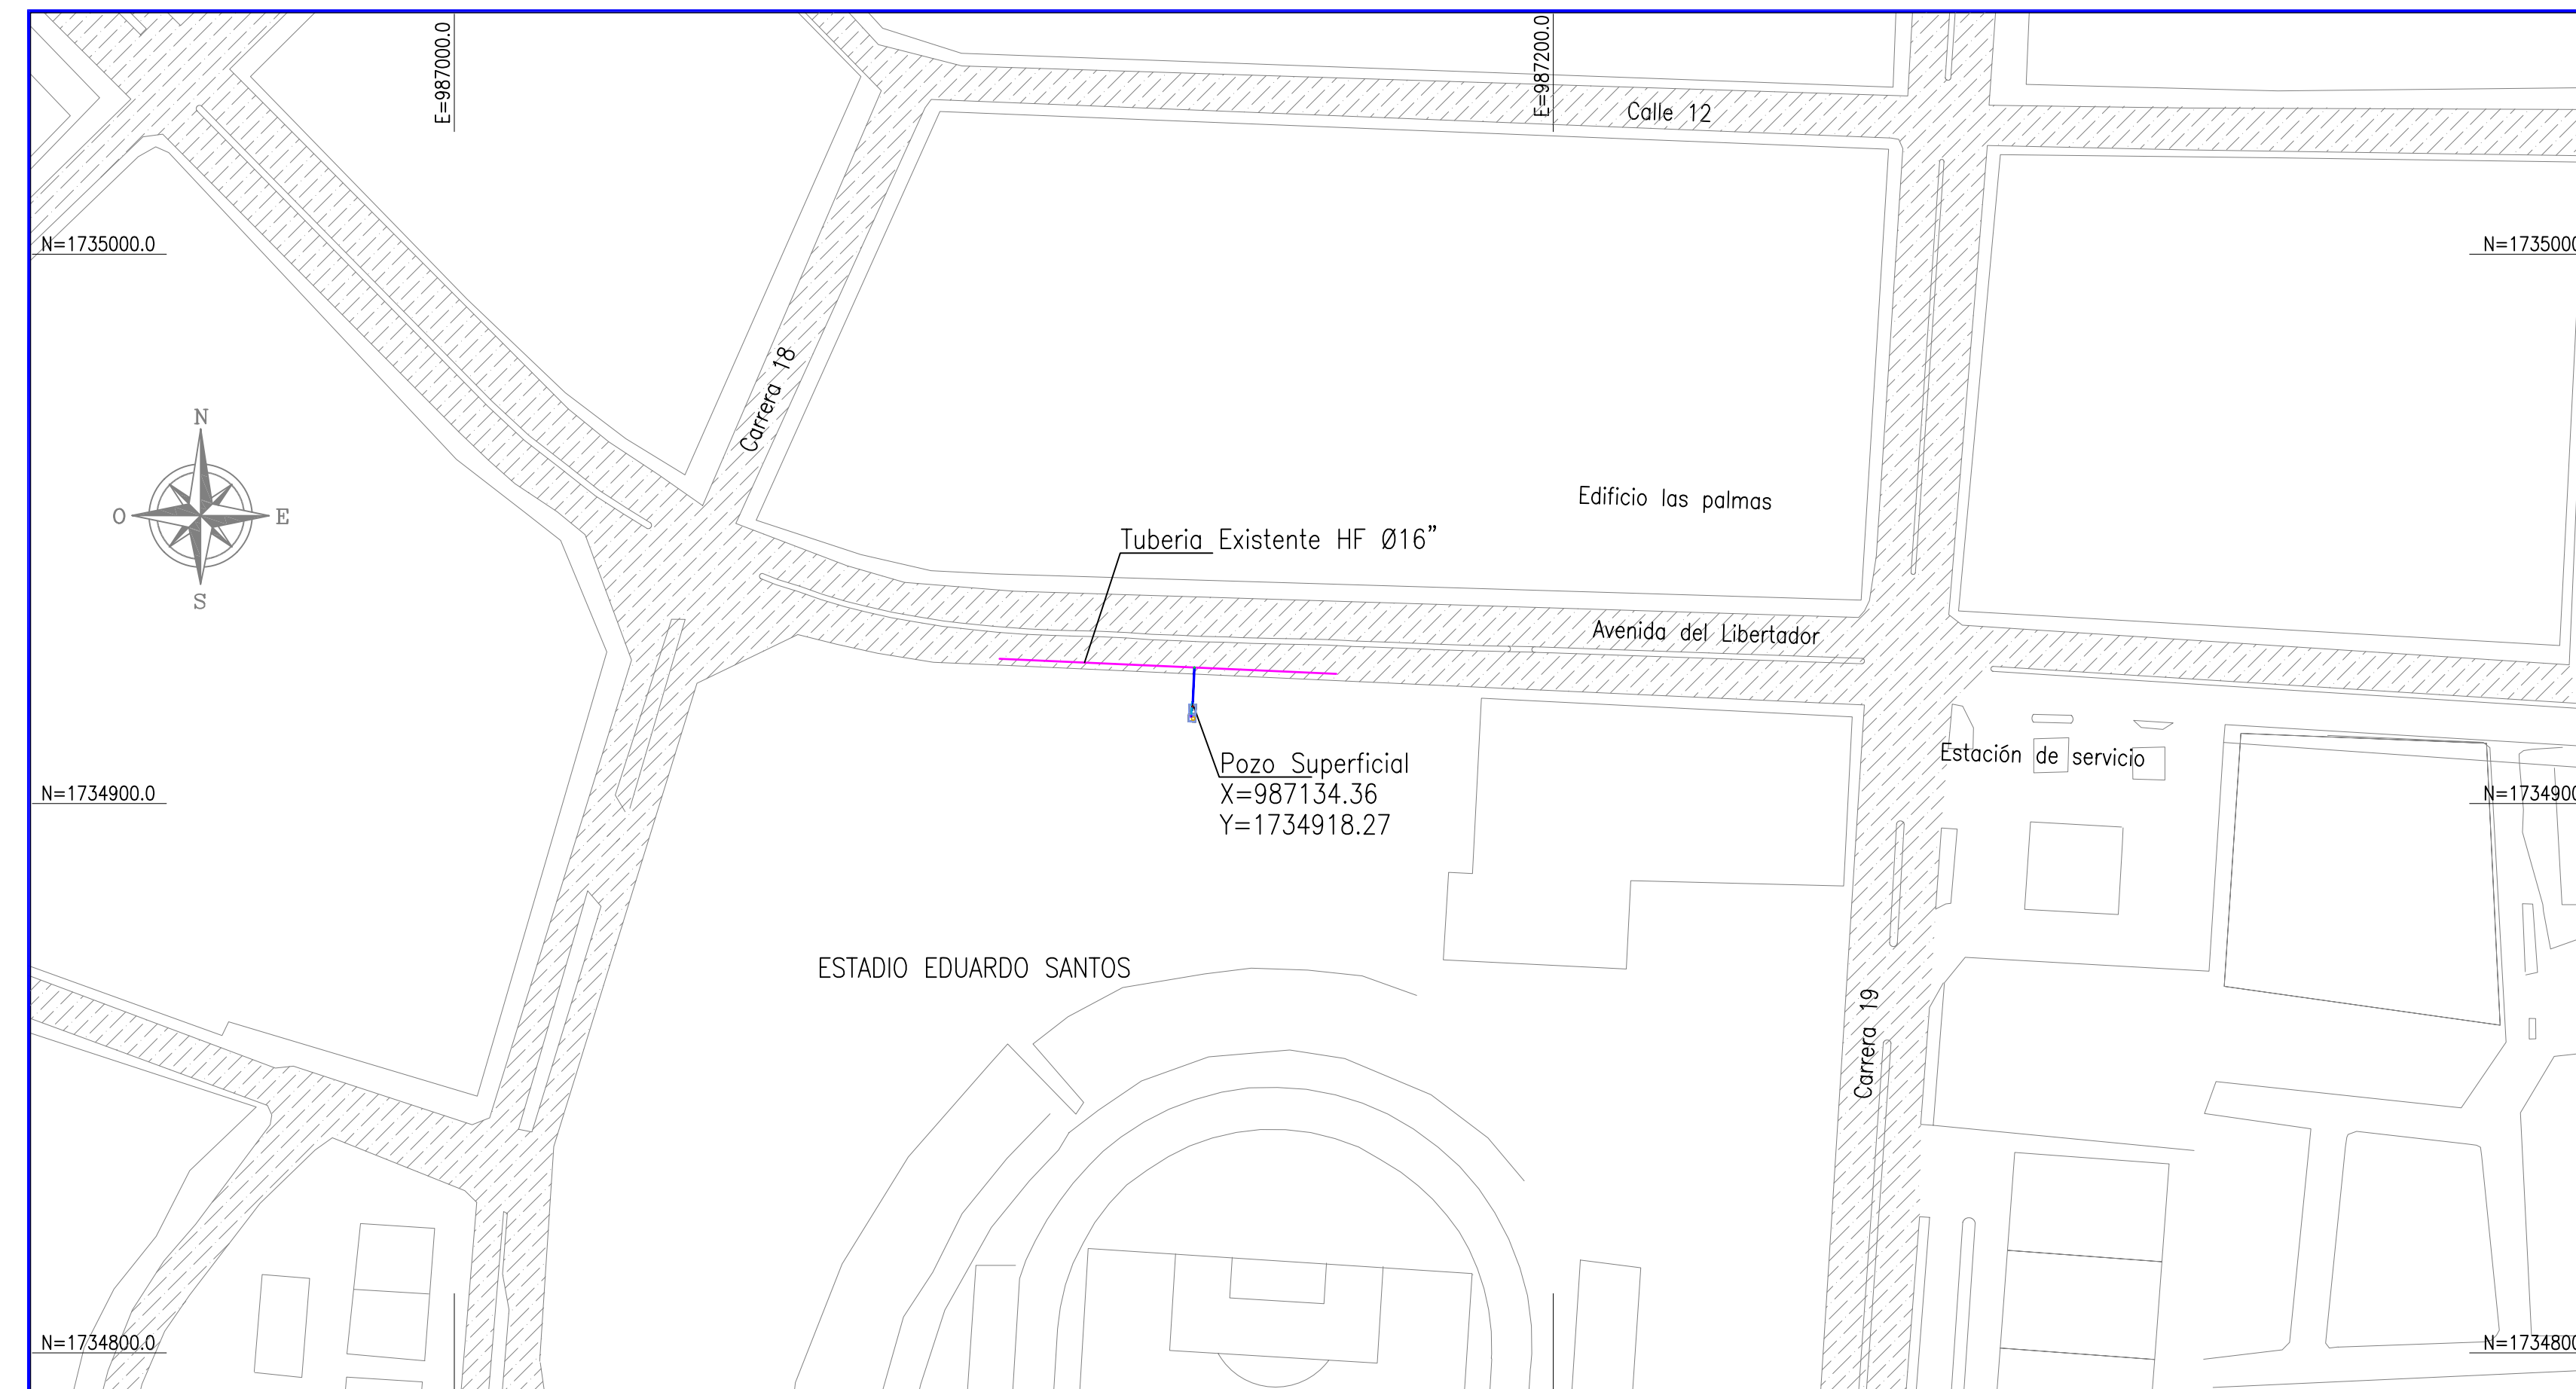 E=987000.0
E=987200.0
Calle 12
N=1735000.0
N=1735000
Carrera 18
N
O
E
S
Edificio las palmas
Tuberia Existente HF Ø16”
Avenida del Libertador
Estación de servicio
Pozo Superficial
X=987134.36
Y=1734918.27
N=1734900.0
N=1734900
ESTADIO EDUARDO SANTOS
Carrera 19
N=1734800.0
N=1734800